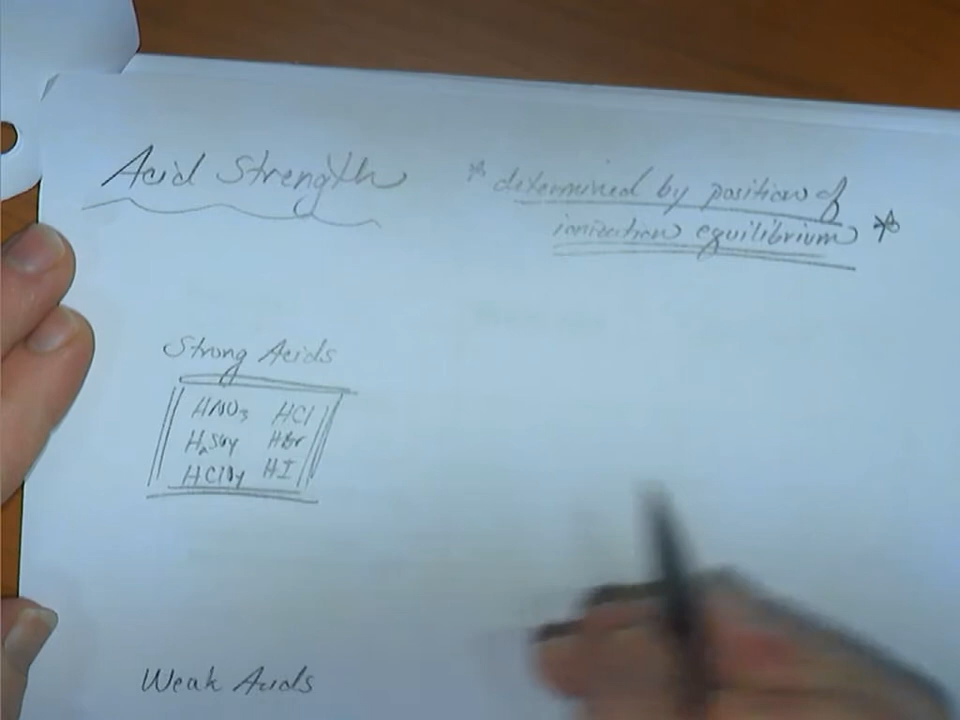 Acid Strength
* determined by position of
ionization equilibrium *
Strong Acids
HNO₃ HCl
H₂SO₄ HBr
HClO₄ HI
Weak Acids